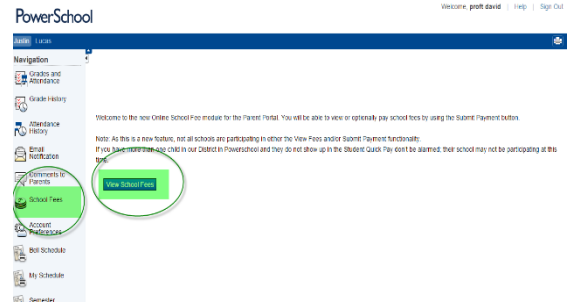 PowerSchool
Welcome, proft david | Help | Sign Out
Justin Lucas
Navigation
Grades and
Attendance
Grade History
Attendance
History
Email
Notification
Comments to
Parents
School Fees
Account
Preferences
Bell Schedule
My Schedule
Semester
Welcome to the new Online School Fee module for the Parent Portal. You will be able to view or optionally pay school fees by using the Submit Payment button.
Note: As this is a new feature, not all schools are participating in either the View Fees and/or Submit Payment functionality.
If you have more than one child in our District in Powerschool and they do not show up in the Student Quick Pay don't be alarmed, their school may not be participating at this
time.
View School Fees